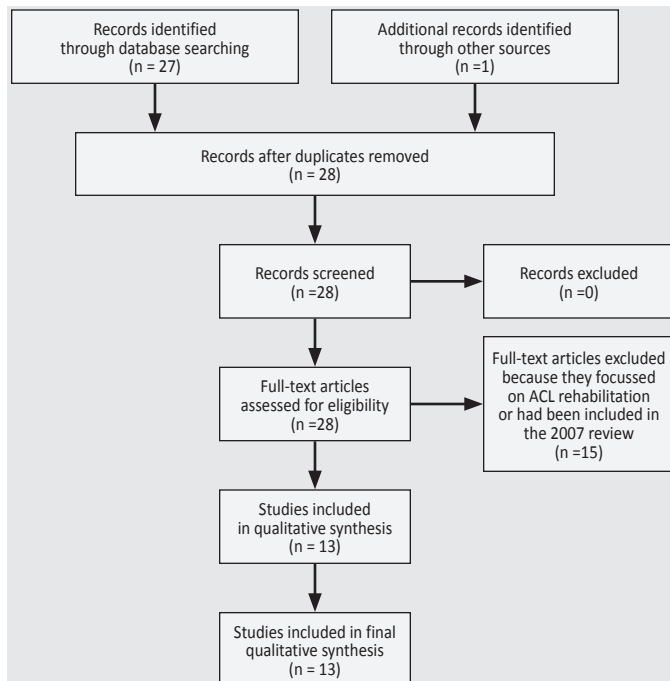 Records identified
through database searching
(n = 27)
Additional records identified
through other sources
(n =1)
Records after duplicates removed
(n = 28)
Records screened
(n =28)
Records excluded
(n =0)
Full-text articles
assessed for eligibility
(n =28)
Full-text articles excluded
because they focussed
on ACL rehabilitation
or had been included in
the 2007 review
(n =15)
Studies included
in qualitative synthesis
(n = 13)
Studies included in final
qualitative synthesis
(n = 13)